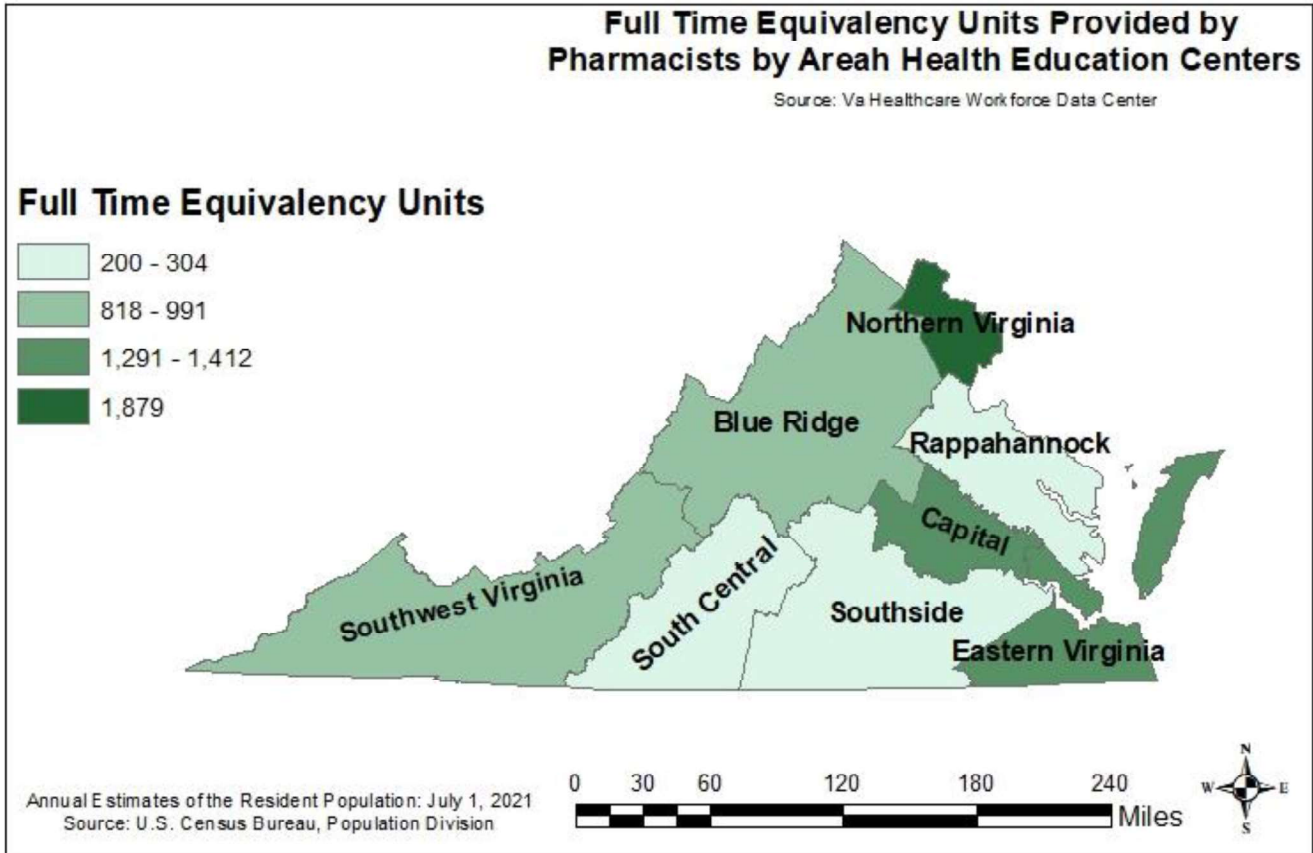 Full Time Equivalency Units Provided by
Pharmacists by Areah Health Education Centers
Source: Va Healthcare Workforce Data Center
Full Time Equivalency Units
200 - 304
818 - 991
1,291 - 1,412
1,879
Northern Virginia
Blue Ridge
Rappahannock
Capital
Southwest Virginia
South Central
Southside
Eastern Virginia
Annual Estimates of the Resident Population: July 1, 2021
Source: U.S. Census Bureau, Population Division
0 30 60 120 180 240
Miles
N
W E
S